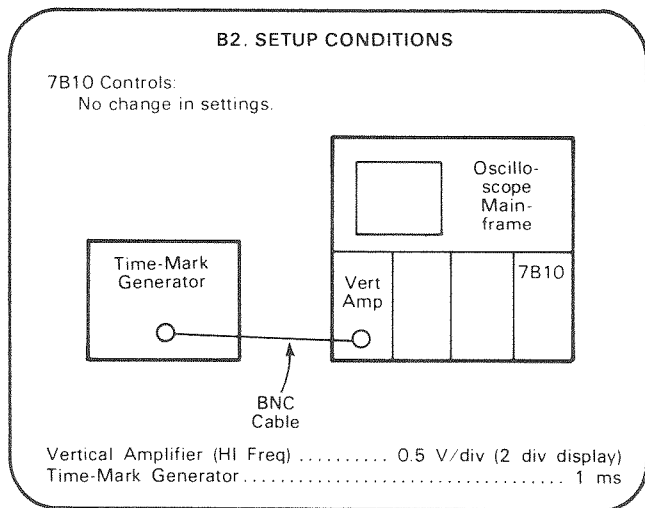 B2. SETUP CONDITIONS
7B10 Controls:
No change in settings.
Oscillo-
scope
Main-
frame
Time-Mark
Generator
Vert
Amp
7B10
BNC
Cable
Vertical Amplifier (HI Freq) .......... 0.5 V/div (2 div display)
Time-Mark Generator.................................... 1 ms